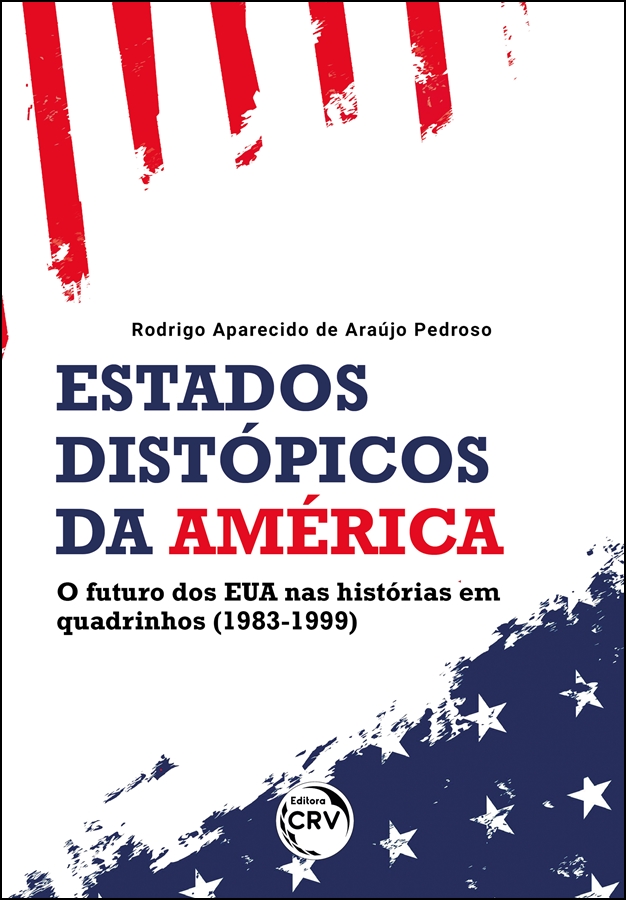 Rodrigo Aparecido de Araújo Pedroso
ESTADOS
DISTÓPICOS
DA AMÉRICA
O futuro dos EUA nas histórias em
quadrinhos (1983-1999)
Editora
CRV